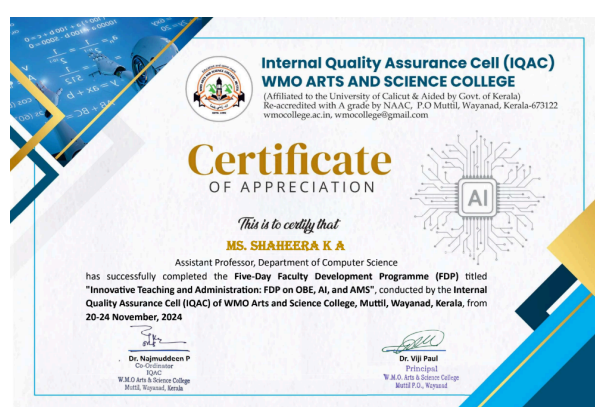 Internal Quality Assurance Cell (IQAC)
WMO ARTS AND SCIENCE COLLEGE
(Affiliated to the University of Calicut & Aided by Govt. of Kerala)
Re-accredited with A grade by NAAC, P.O Muttil, Wayanad, Kerala-673122
wmocollege.ac.in, wmocollege@gmail.com
Certificate
OF APPRECIATION
AI
This is to certify that
MS. SHAHEERA K A
Assistant Professor, Department of Computer Science
has successfully completed the Five-Day Faculty Development Programme (FDP) titled
"Innovative Teaching and Administration: FDP on OBE, AI, and AMS", conducted by the Internal
Quality Assurance Cell (IQAC) of WMO Arts and Science College, Muttil, Wayanad, Kerala, from
20-24 November, 2024
Dr. Najmuddeen P
Co-Ordinator
IQAC
W.M.O Arts & Science College
Muttil, Wayanad, Kerala
Dr. Viji Paul
Principal
W.M.O. Arts & Science College
Muttil P.O., Wayanad